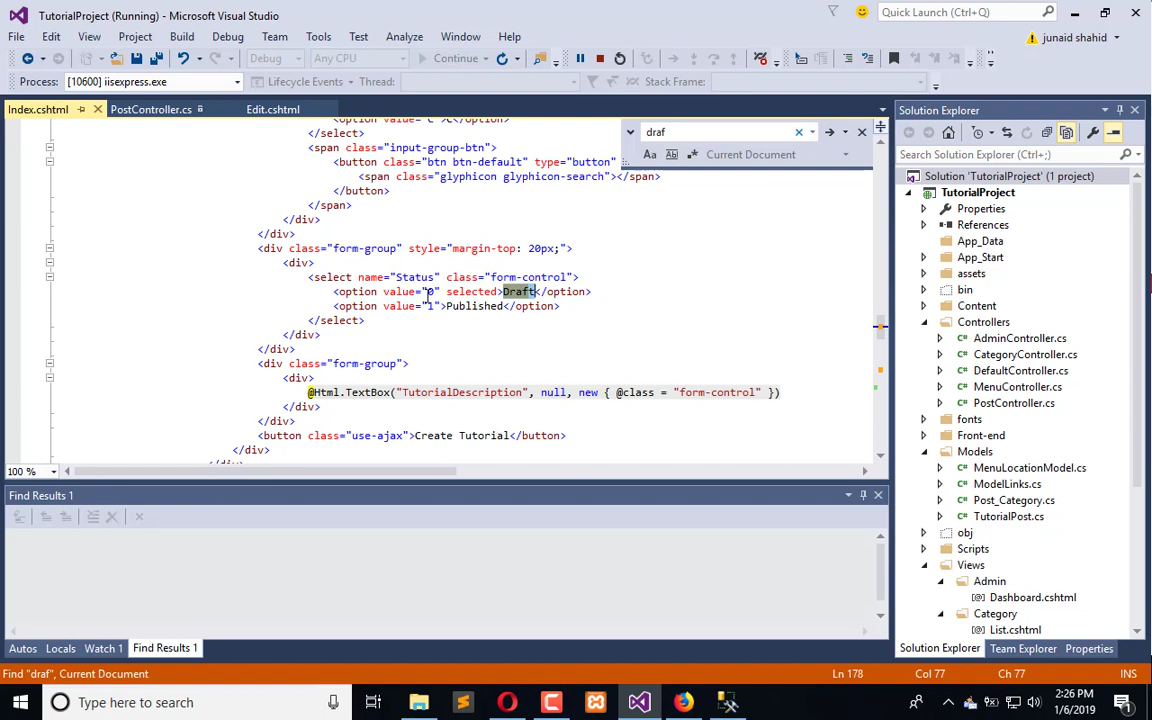 TutorialProject (Running) - Microsoft Visual Studio
Quick Launch (Ctrl+Q)
File Edit View Project Build Debug Team Tools Test Analyze Window Help
junaid shahid
Debug Any CPU Continue
Process: [10600] iisexpress.exe Lifecycle Events Thread: Stack Frame:
Index.cshtml PostController.cs Edit.cshtml
draf
Aa Current Document
<option value="C">C</option>
</select>
<span class="input-group-btn">
<button class="btn btn-default" type="button"
<span class="glyphicon glyphicon-search"></span>
</button>
</span>
</div>
</div>
<div class="form-group" style="margin-top: 20px;">
<div>
<select name="Status" class="form-control">
<option value="0" selected>Draft</option>
<option value="1">Published</option>
</select>
</div>
</div>
<div class="form-group">
<div>
@Html.TextBox("TutorialDescription", null, new { @class = "form-control" })
</div>
</div>
<button class="use-ajax">Create Tutorial</button>
</div>
100 %
Find Results 1
Autos Locals Watch 1 Find Results 1
Solution Explorer
Search Solution Explorer (Ctrl+;)
Solution 'TutorialProject' (1 project)
TutorialProject
Properties
References
App_Data
App_Start
assets
bin
Content
Controllers
AdminController.cs
CategoryController.cs
DefaultController.cs
MenuController.cs
PostController.cs
fonts
Front-end
Models
MenuLocationModel.cs
ModelLinks.cs
Post_Category.cs
TutorialPost.cs
obj
Scripts
Views
Admin
Dashboard.cshtml
Category
List.cshtml
Solution Explorer Team Explorer Properties
Find "draf", Current Document Ln 178 Col 77 Ch 77 INS
Type here to search
2:26 PM
1/6/2019
1